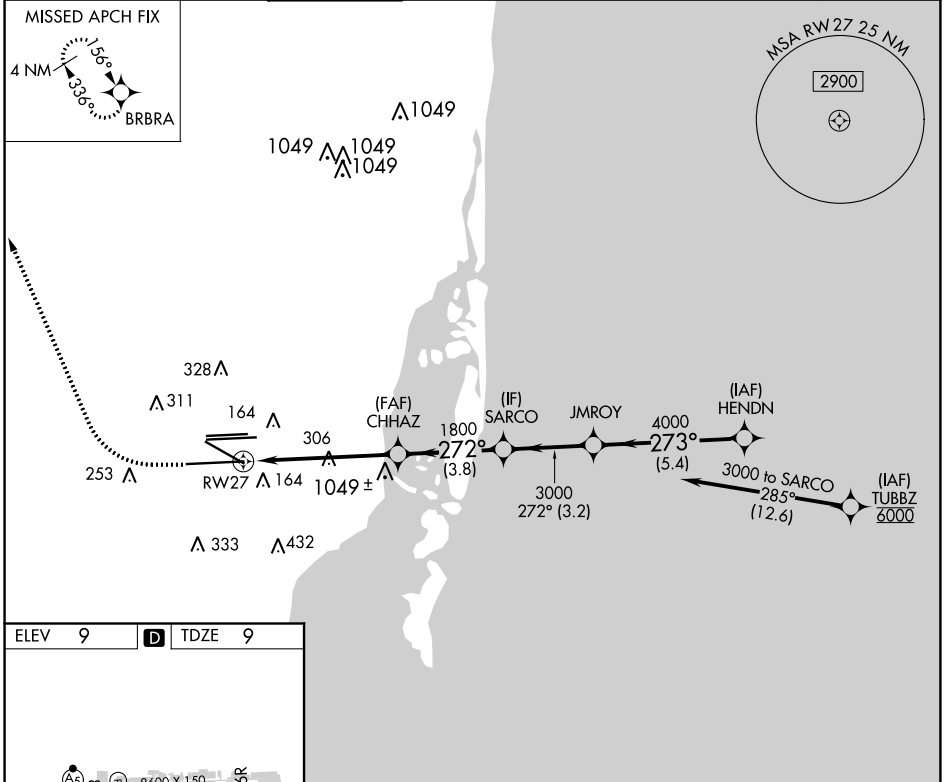 MISSED APCH FIX
156°
4 NM
336°
BRBRA
MSA RW 27 25 NM
2900
1049
1049
1049
1049
328
311
164
306
253
RW27
164
1049 ±
333
432
(FAF)
CHHAZ
1800
272°
(3.8)
(IF)
SARCO
JMROY
3000
272° (3.2)
4000
273°
(5.4)
(IAF)
HENDN
3000 to SARCO
285°
(12.6)
(IAF)
TUBBZ
6000
ELEV 9 D TDZE 9
A5
8600 X 150